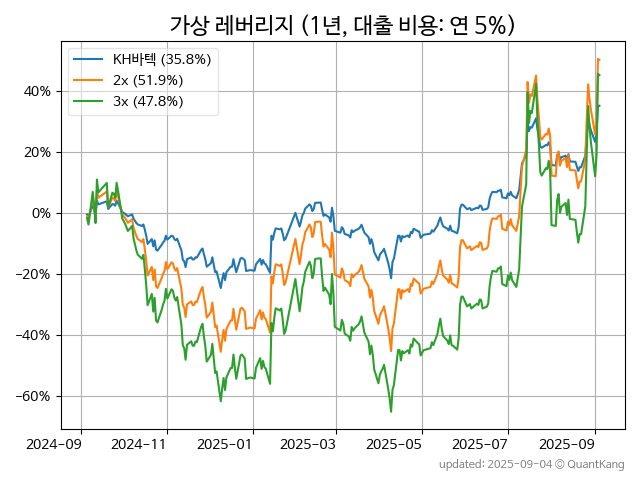 가상 레버리지 (1년, 대출 비용: 연 5%)
KH바텍 (35.8%)
2x (51.9%)
3x (47.8%)
40%
20%
0%
−20%
−40%
−60%
2024-09
2024-11
2025-01
2025-03
2025-05
2025-07
2025-09
updated: 2025-09-04 © QuantKang